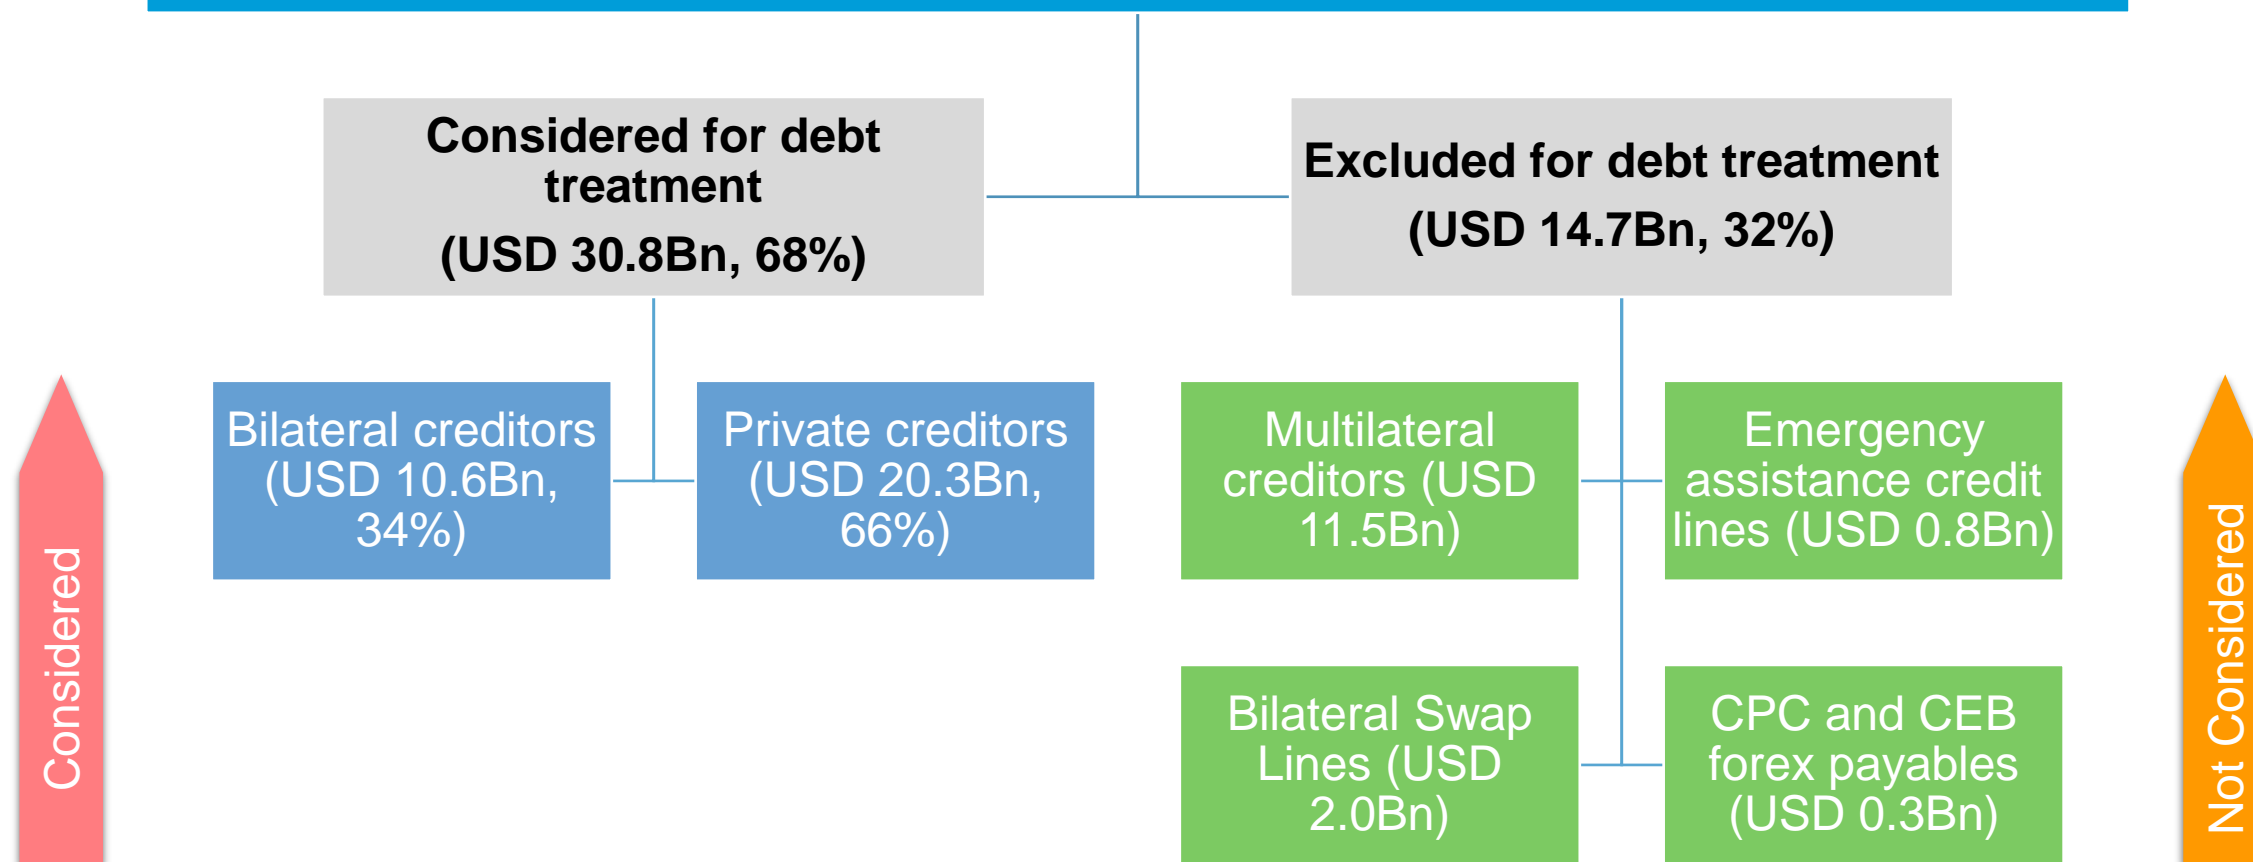 Considered for debt
treatment
(USD 30.8Bn, 68%)
Excluded for debt treatment
(USD 14.7Bn, 32%)
Bilateral creditors
(USD 10.6Bn,
34%)
Private creditors
(USD 20.3Bn,
66%)
Multilateral
creditors (USD
11.5Bn)
Emergency
assistance credit
lines (USD 0.8Bn)
Bilateral Swap
Lines (USD
2.0Bn)
CPC and CEB
forex payables
(USD 0.3Bn)
Considered
Not Considered